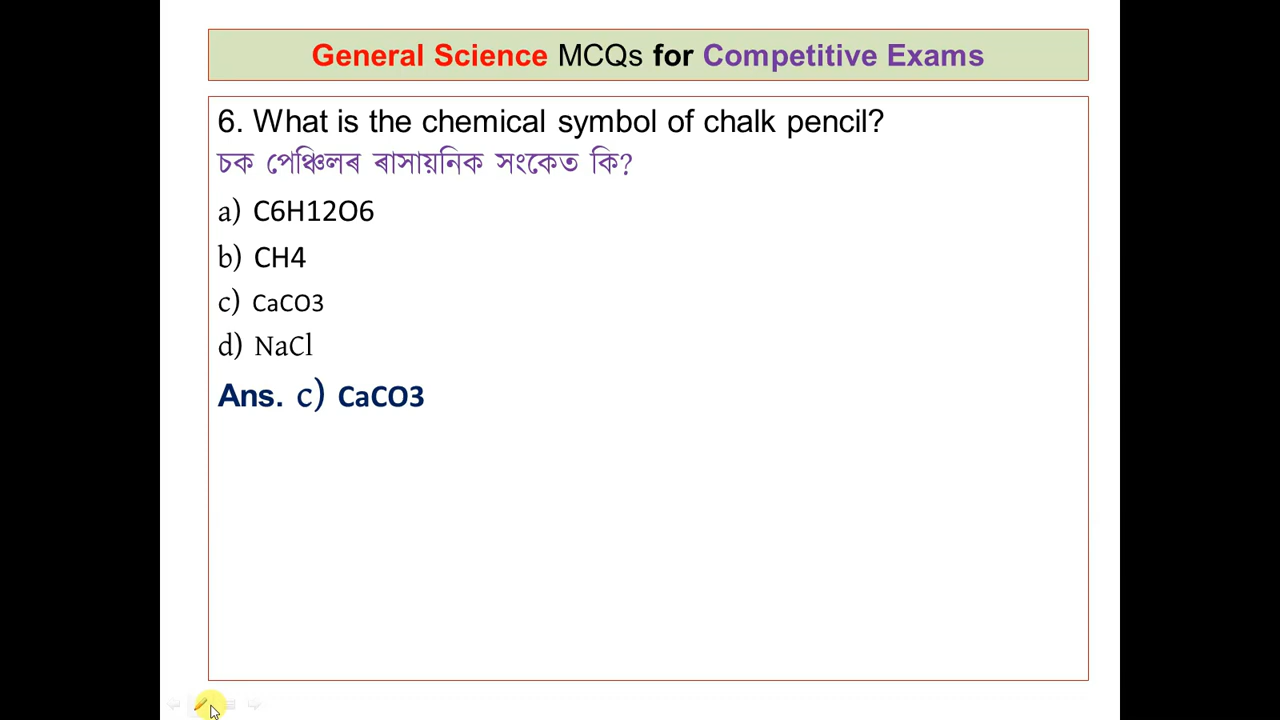 General Science MCQs for Competitive Exams
6. What is the chemical symbol of chalk pencil?
চক পেঞ্চিলৰ ৰাসায়নিক সংকেত কি?
a) C6H12O6
b) CH4
c) CaCO3
d) NaCl
Ans. c) CaCO3